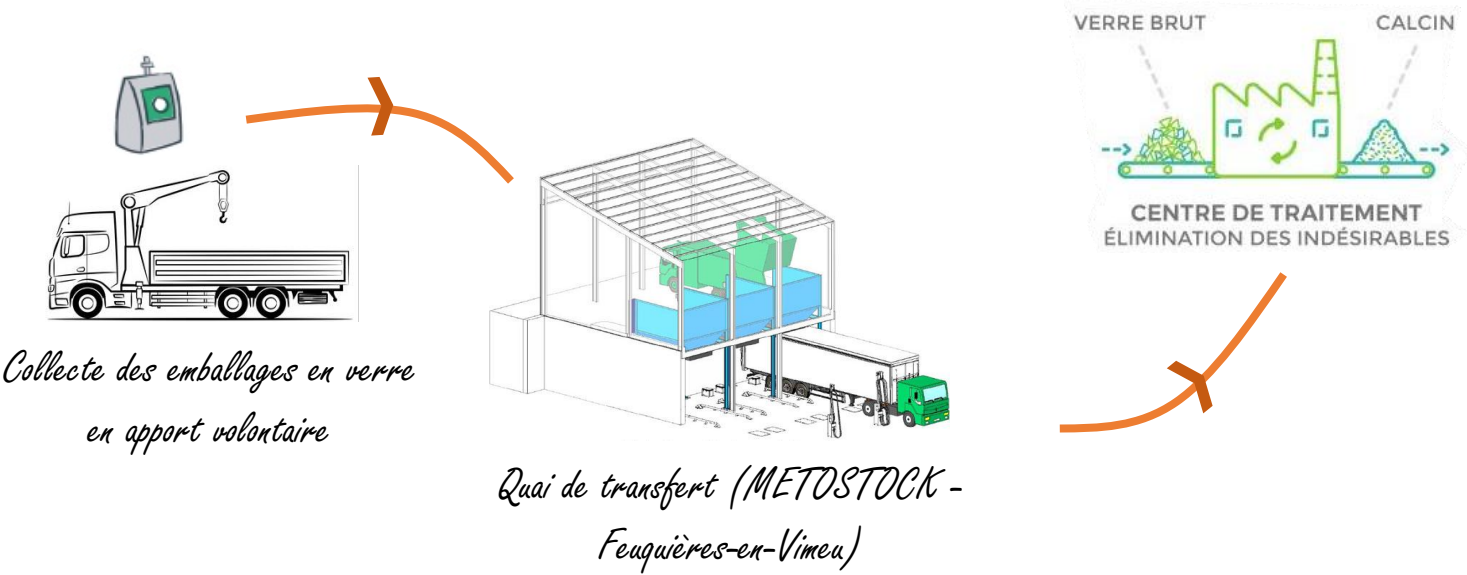 Collecte des emballages en verre
en apport volontaire
Quai de transfert (METOSTOCK -
Feuquières-en-Vimeu)
VERRE BRUT
CALCIN
CENTRE DE TRAITEMENT
ÉLIMINATION DES INDÉSIRABLES